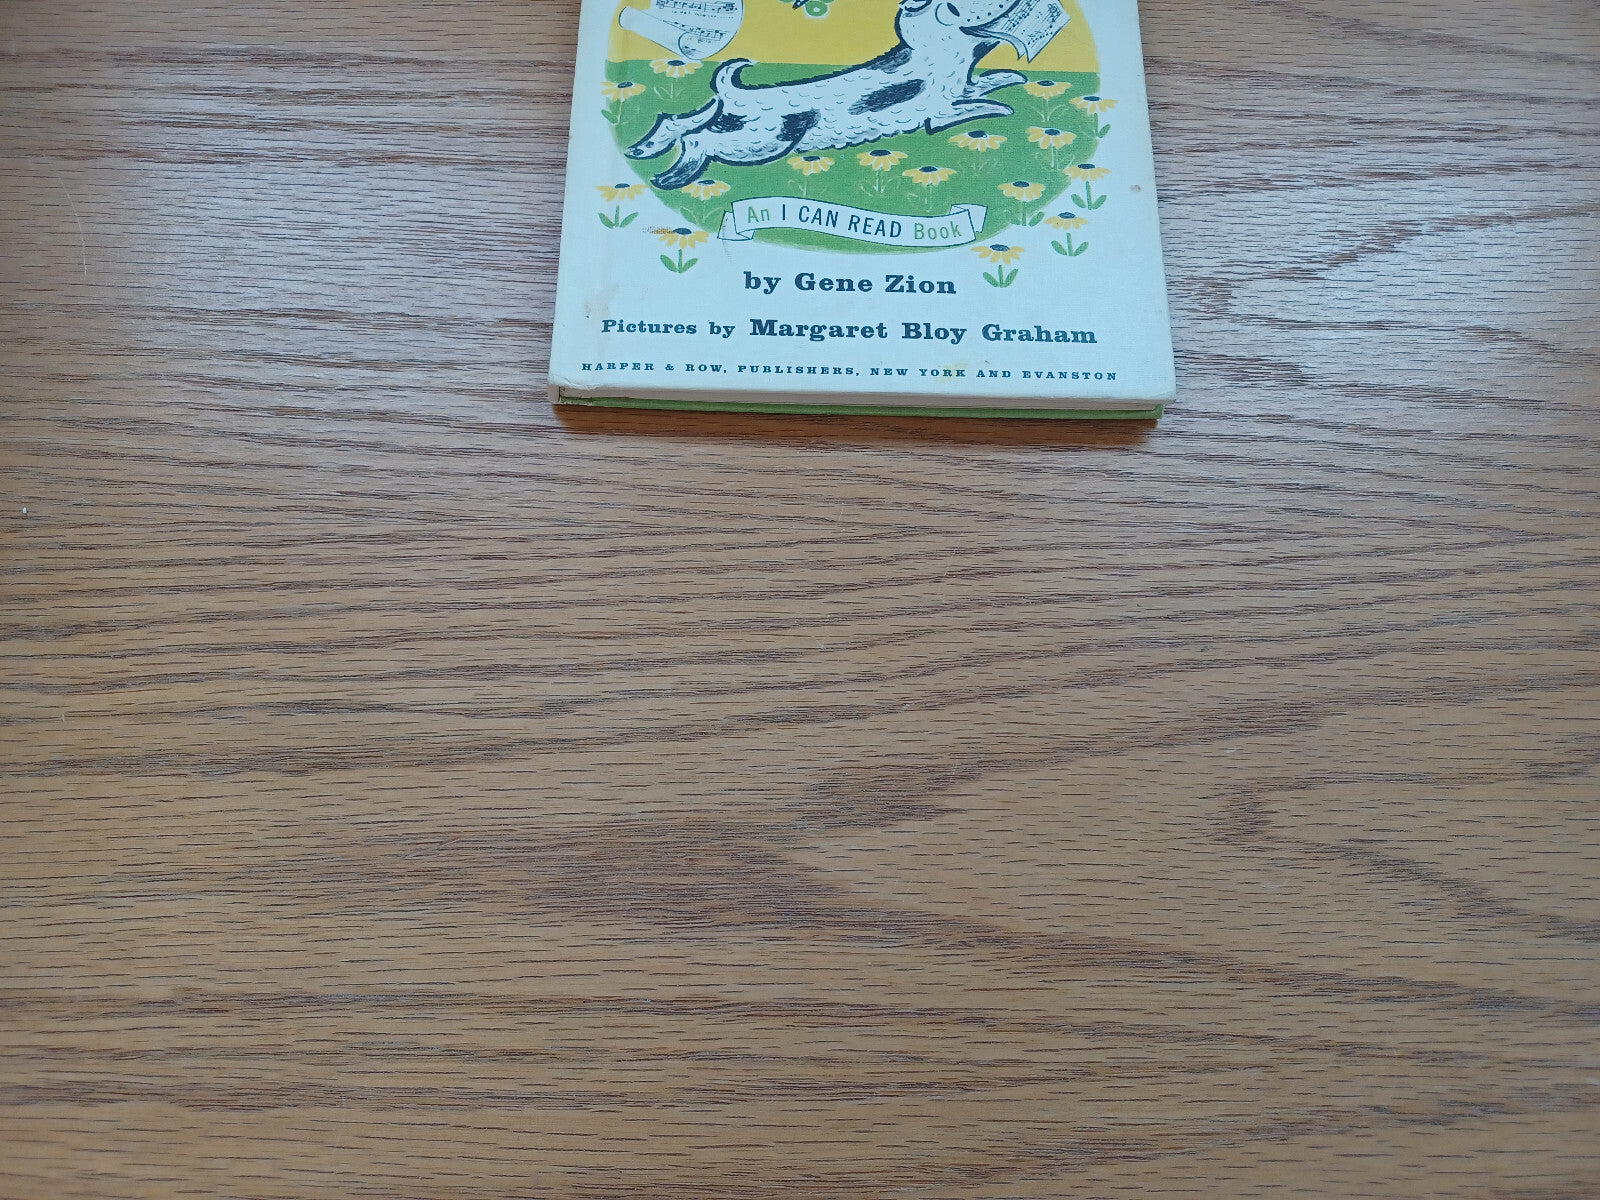 An I CAN READ Book
by Gene Zion
Pictures by Margaret Bloy Graham
HARPER & ROW, PUBLISHERS, NEW YORK AND EVANSTON